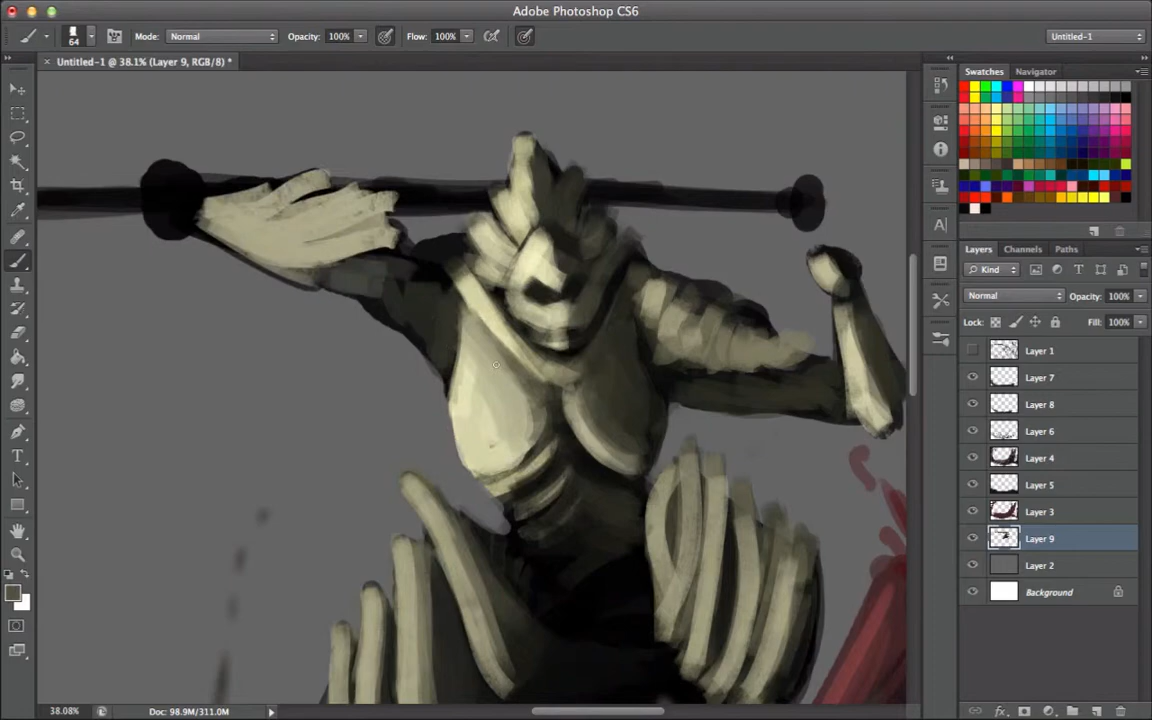 Adobe Photoshop CS6
64
Mode: Normal Opacity: 100% Flow: 100% Untitled-1
Untitled-1 @ 38.1% (Layer 9, RGB/8) *
Swatches Navigator
Layers Channels Paths
Kind
Normal Opacity: 100%
Lock: Fill: 100%
Layer 1
Layer 7
Layer 8
Layer 6
Layer 4
Layer 5
Layer 3
Layer 9
Layer 2
Background
fx
38.08% Doc: 98.9M/311.0M